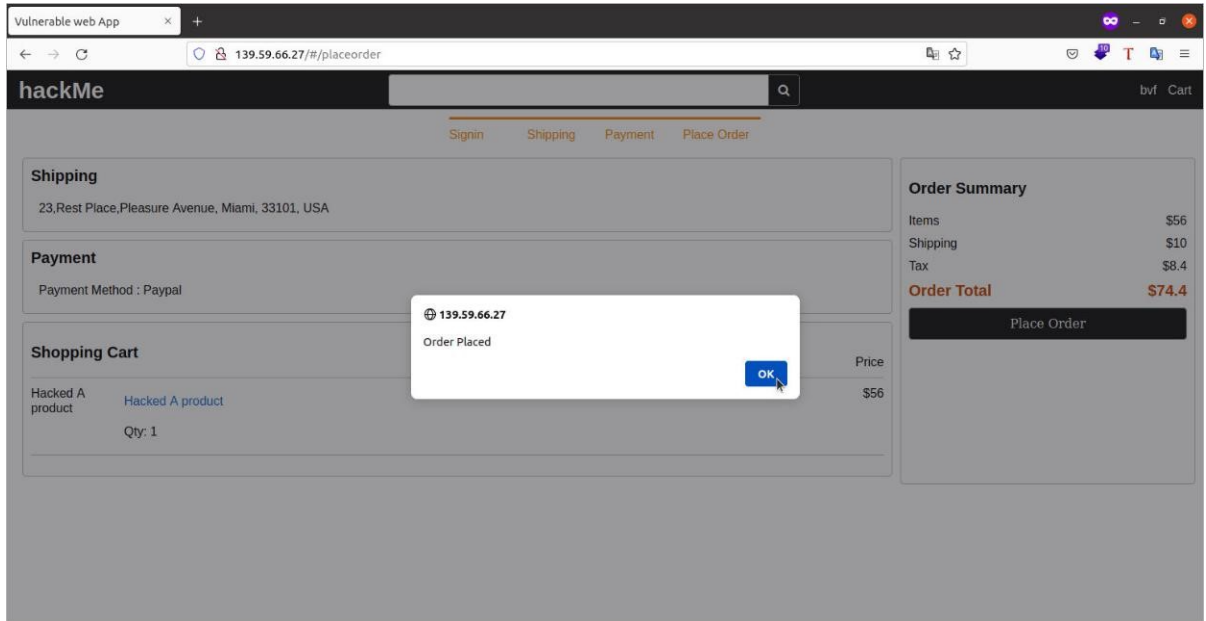 Vulnerable web App
139.59.66.27/#/placeorder
10
T
hackMe
bvf Cart
Signin Shipping Payment Place Order
Shipping
23,Rest Place,Pleasure Avenue, Miami, 33101, USA
Payment
Payment Method : Paypal
Shopping Cart
Price
Hacked A product
Hacked A product
$56
Qty: 1
Order Summary
Items $56
Shipping $10
Tax $8.4
Order Total $74.4
Place Order
139.59.66.27
Order Placed
OK